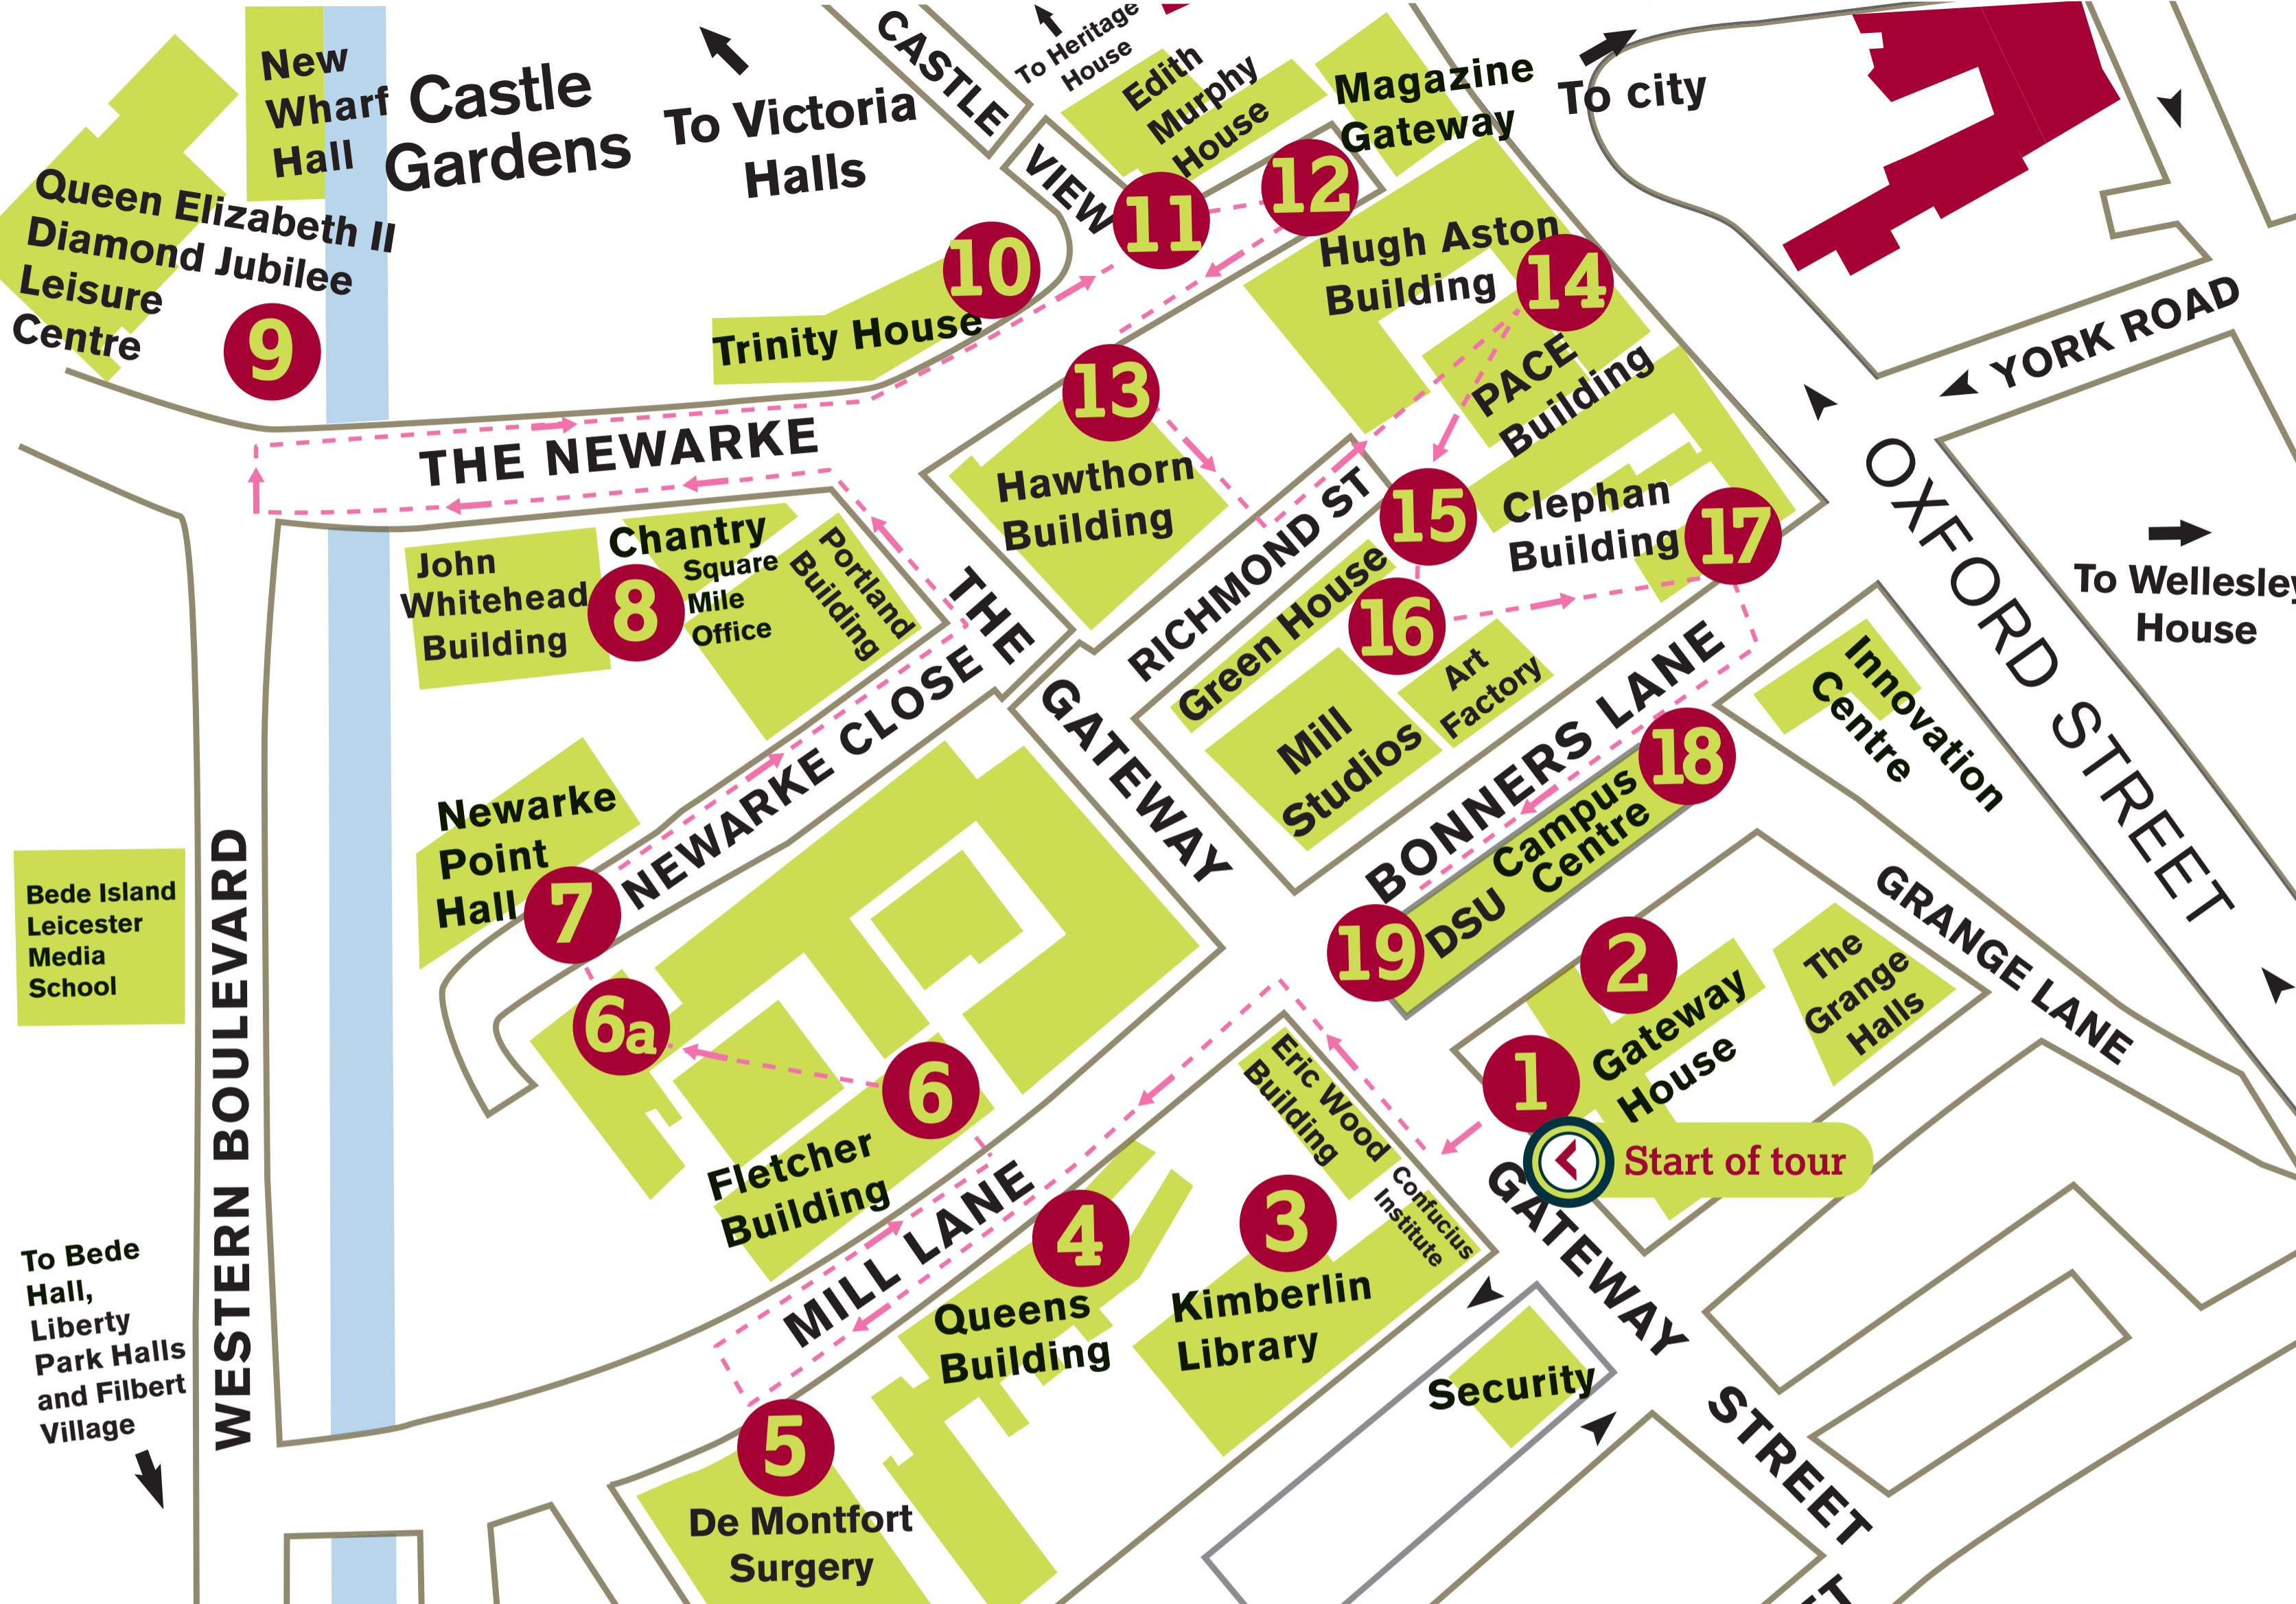 New
Wharf
Hall
Castle
Gardens
To Victoria
Halls
CASTLE
VIEW
To Heritage
House
Edith
Murphy
House
Magazine
Gateway
To city
Queen Elizabeth II
Diamond Jubilee
Leisure
Centre
9
10
11
12
Trinity House
Hugh Aston
Building
14
PACE
Building
YORK ROAD
OXFORD STREET
THE NEWARKE
13
Hawthorn
Building
RICHMOND ST
15
Clephan
Building
17
To Wellesley
House
John
Whitehead
Building
Chantry
8
Square
Mile
Office
Portland
Building
THE
GATEWAY
NEWARKE CLOSE
Green House
16
Art
Factory
Mill
Studios
BONNERS LANE
Innovation
Centre
18
DSU Campus
Centre
19
Newarke
Point
Hall
7
Bede Island
Leicester
Media
School
WESTERN BOULEVARD
6a
6
Fletcher
Building
2
1
Gateway
House
The
Grange
Halls
GRANGE LANE
Start of tour
Eric Wood
Building
Confucius
Institute
MILL LANE
4
Queens
Building
3
Kimberlin
Library
GATEWAY
STREET
Security
5
De Montfort
Surgery
To Bede
Hall,
Liberty
Park Halls
and Filbert
Village